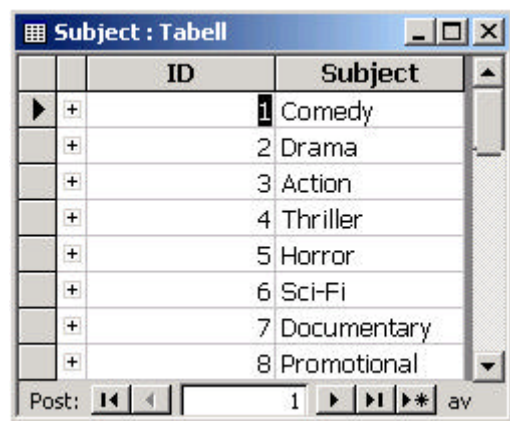 Subject : Tabell
ID Subject
1 Comedy
2 Drama
3 Action
4 Thriller
5 Horror
6 Sci-Fi
7 Documentary
8 Promotional
Post: 1 av